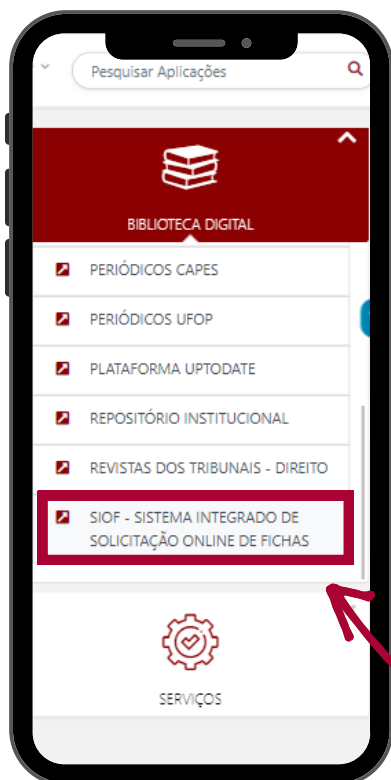 Pesquisar Aplicações
BIBLIOTECA DIGITAL
PERIÓDICOS CAPES
PERIÓDICOS UFOP
PLATAFORMA UPTODATE
REPOSITÓRIO INSTITUCIONAL
REVISTAS DOS TRIBUNAIS - DIREITO
SIOF - SISTEMA INTEGRADO DE
SOLICITAÇÃO ONLINE DE FICHAS
SERVIÇOS